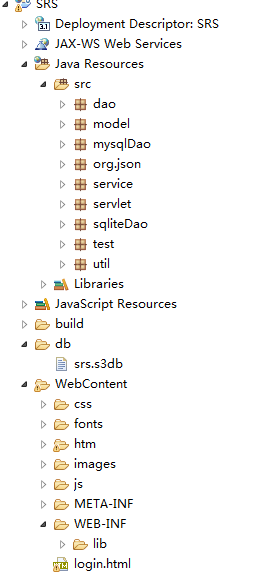 SRS
Deployment Descriptor: SRS
JAX-WS Web Services
Java Resources
src
dao
model
mysqlDao
org.json
service
servlet
sqliteDao
test
util
Libraries
JavaScript Resources
build
db
srs.s3db
WebContent
css
fonts
htm
images
js
META-INF
WEB-INF
lib
login.html